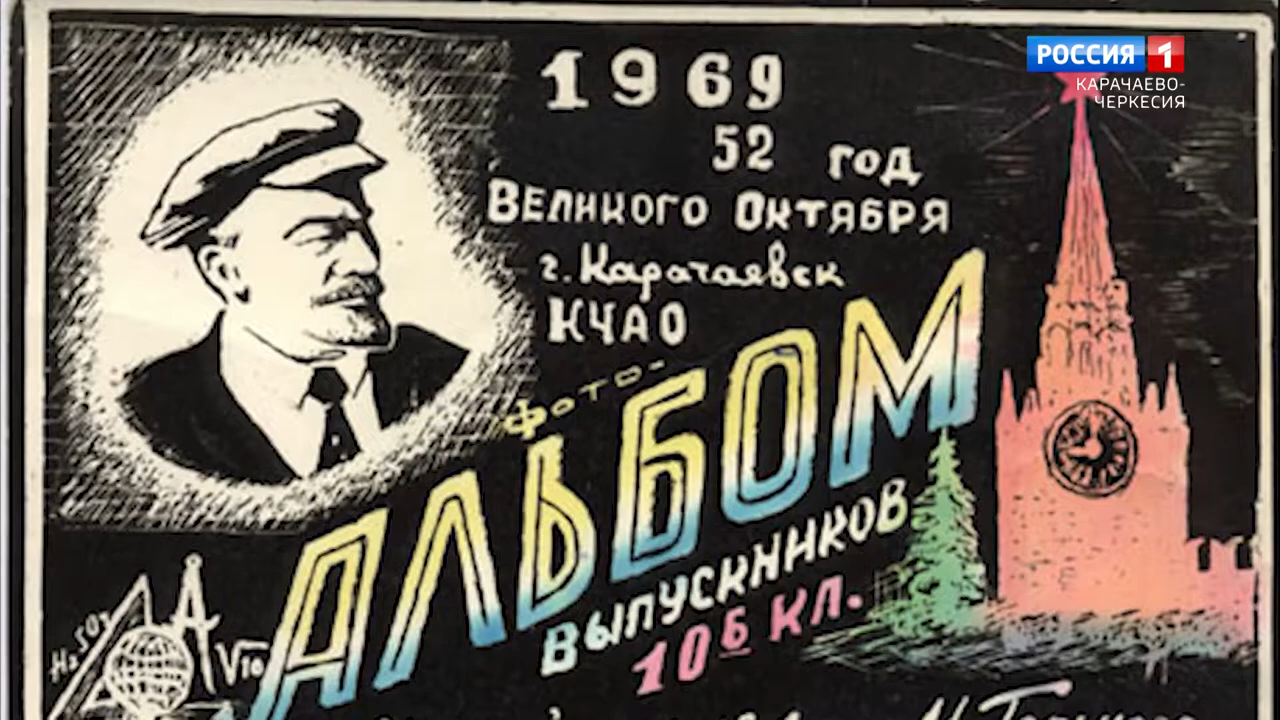 РОССИЯ 1
КАРАЧАЕВО-
ЧЕРКЕСИЯ
1969
52 год
Великого Октября
г. Карачаевск
КЧАО
фото-
АЛЬБОМ
выпускников
10Б кл.